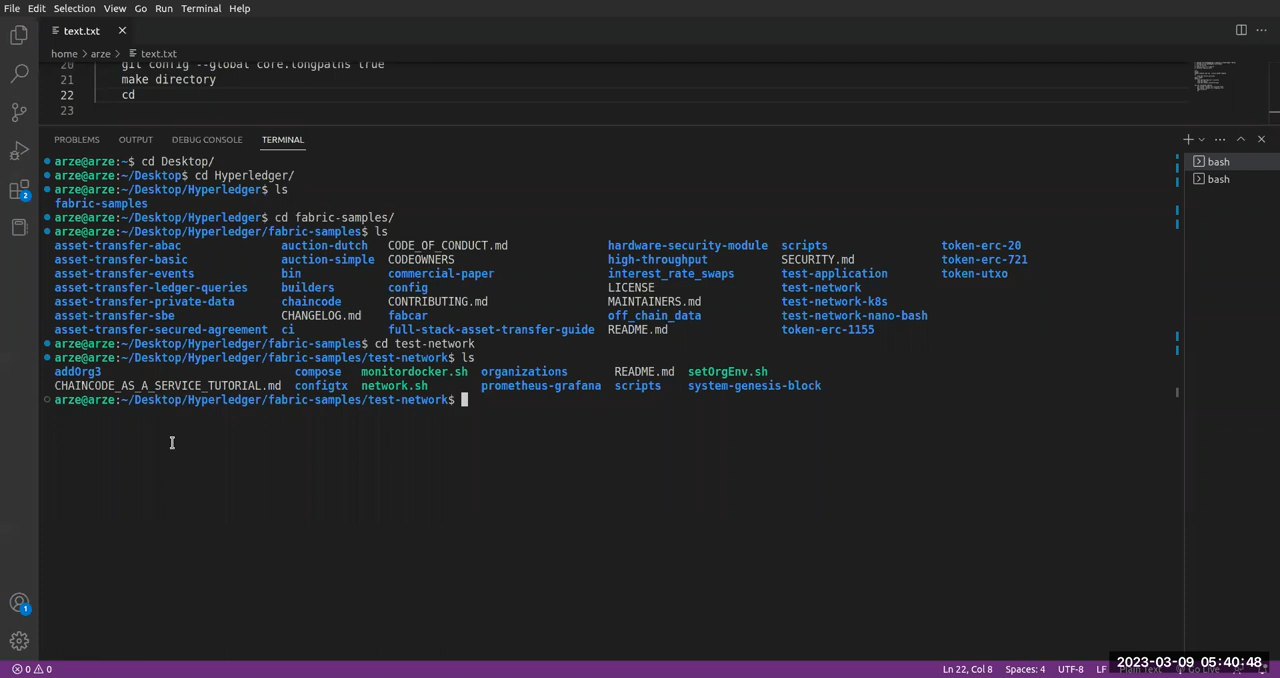 File Edit Selection View Go Run Terminal Help
text.txt
home > arze > text.txt
20 git config --global core.longpaths true
21 make directory
22 cd
23
PROBLEMS OUTPUT DEBUG CONSOLE TERMINAL
arze@arze:~$ cd Desktop/
arze@arze:~/Desktop$ cd Hyperledger/
arze@arze:~/Desktop/Hyperledger$ ls
fabric-samples
arze@arze:~/Desktop/Hyperledger$ cd fabric-samples/
arze@arze:~/Desktop/Hyperledger/fabric-samples$ ls
asset-transfer-abac auction-dutch CODE_OF_CONDUCT.md hardware-security-module scripts token-erc-20
asset-transfer-basic auction-simple CODEOWNERS high-throughput SECURITY.md token-erc-721
asset-transfer-events bin commercial-paper interest_rate_swaps test-application token-utxo
asset-transfer-ledger-queries builders config LICENSE test-network
asset-transfer-private-data chaincode CONTRIBUTING.md MAINTAINERS.md test-network-k8s
asset-transfer-sbe CHANGELOG.md fabcar off_chain_data test-network-nano-bash
asset-transfer-secured-agreement ci full-stack-asset-transfer-guide README.md token-erc-1155
arze@arze:~/Desktop/Hyperledger/fabric-samples$ cd test-network
arze@arze:~/Desktop/Hyperledger/fabric-samples/test-network$ ls
addOrg3 compose monitordocker.sh organizations README.md setOrgEnv.sh
CHAINCODE_AS_A_SERVICE_TUTORIAL.md configtx network.sh prometheus-grafana scripts system-genesis-block
arze@arze:~/Desktop/Hyperledger/fabric-samples/test-network$
bash
bash
2
1
0 0 Ln 22, Col 8 Spaces: 4 UTF-8 LF Plain Text Go Live
2023-03-09 05:40:48